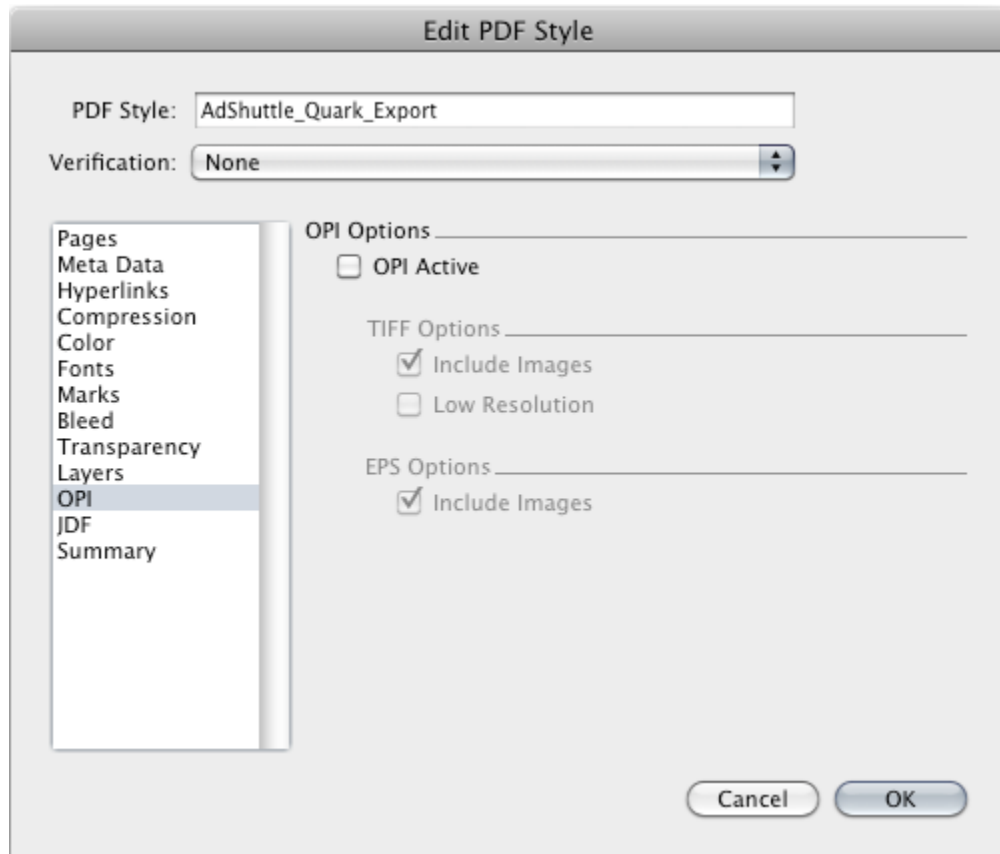 Edit PDF Style
PDF Style: AdShuttle_Quark_Export
Verification: None
Pages
Meta Data
Hyperlinks
Compression
Color
Fonts
Marks
Bleed
Transparency
Layers
OPI
JDF
Summary
OPI Options
OPI Active
TIFF Options
Include Images
Low Resolution
EPS Options
Include Images
Cancel OK